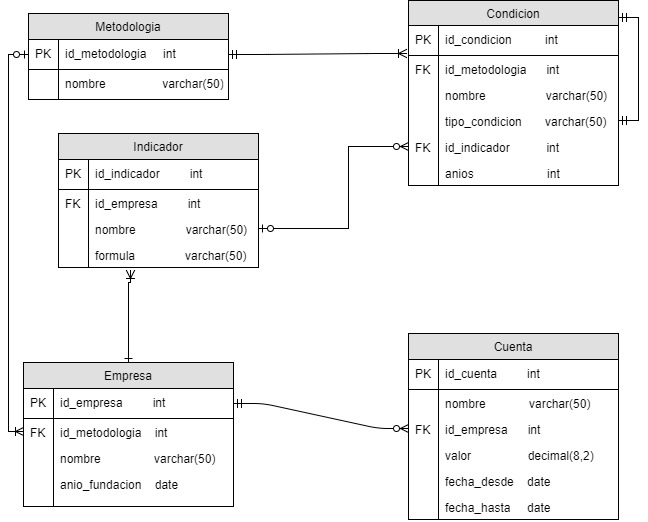 Metodologia
PK id_metodologia int
nombre varchar(50)
Condicion
PK id_condicion int
FK id_metodologia int
nombre varchar(50)
tipo_condicion varchar(50)
FK id_indicador int
anios int
Indicador
PK id_indicador int
FK id_empresa int
nombre varchar(50)
formula varchar(50)
Empresa
PK id_empresa int
FK id_metodologia int
nombre varchar(50)
anio_fundacion date
Cuenta
PK id_cuenta int
nombre varchar(50)
FK id_empresa int
valor decimal(8,2)
fecha_desde date
fecha_hasta date